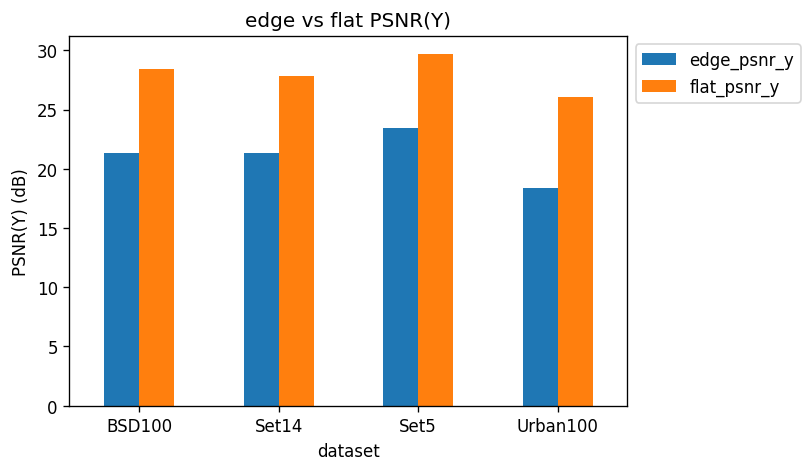 edge vs flat PSNR(Y)
edge_psnr_y
flat_psnr_y
PSNR(Y) (dB)
30
25
20
15
10
5
0
BSD100 Set14 Set5 Urban100
dataset